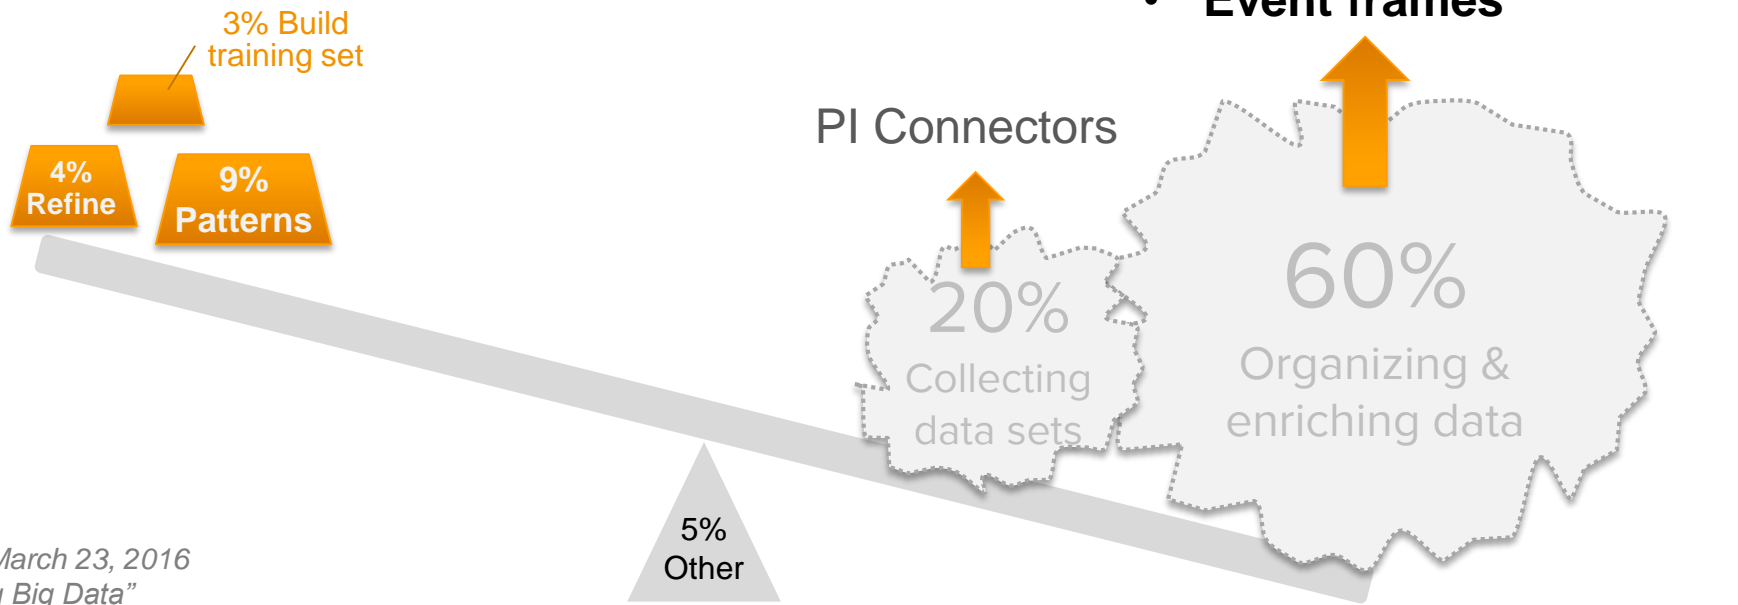 • Event frames
3% Build
training set
PI Connectors
4%
Refine
9%
Patterns
20%
Collecting
data sets
60%
Organizing &
enriching data
5%
Other
March 23, 2016
Big Data”